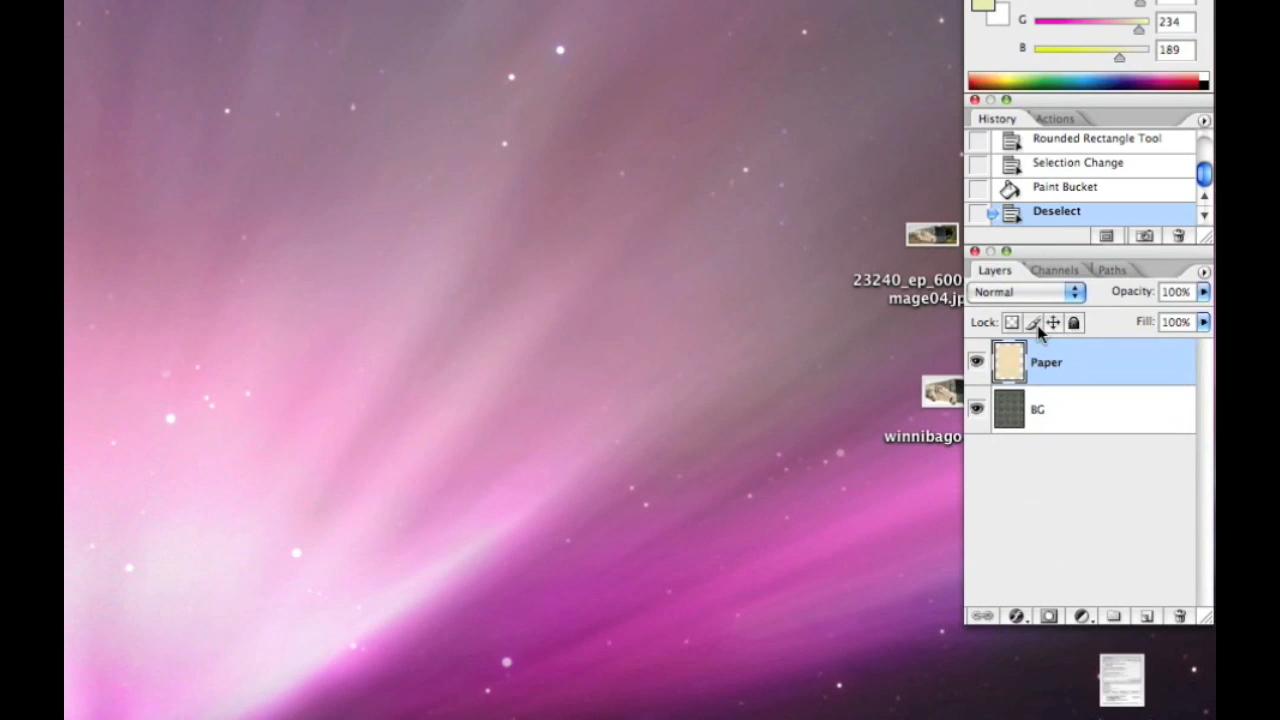 G 234
B 189
History Actions
Rounded Rectangle Tool
Selection Change
Paint Bucket
Deselect
Layers Channels Paths
Normal Opacity: 100%
Lock: Fill: 100%
Paper
BG
23240_ep_600
mage04.jp
winnibago